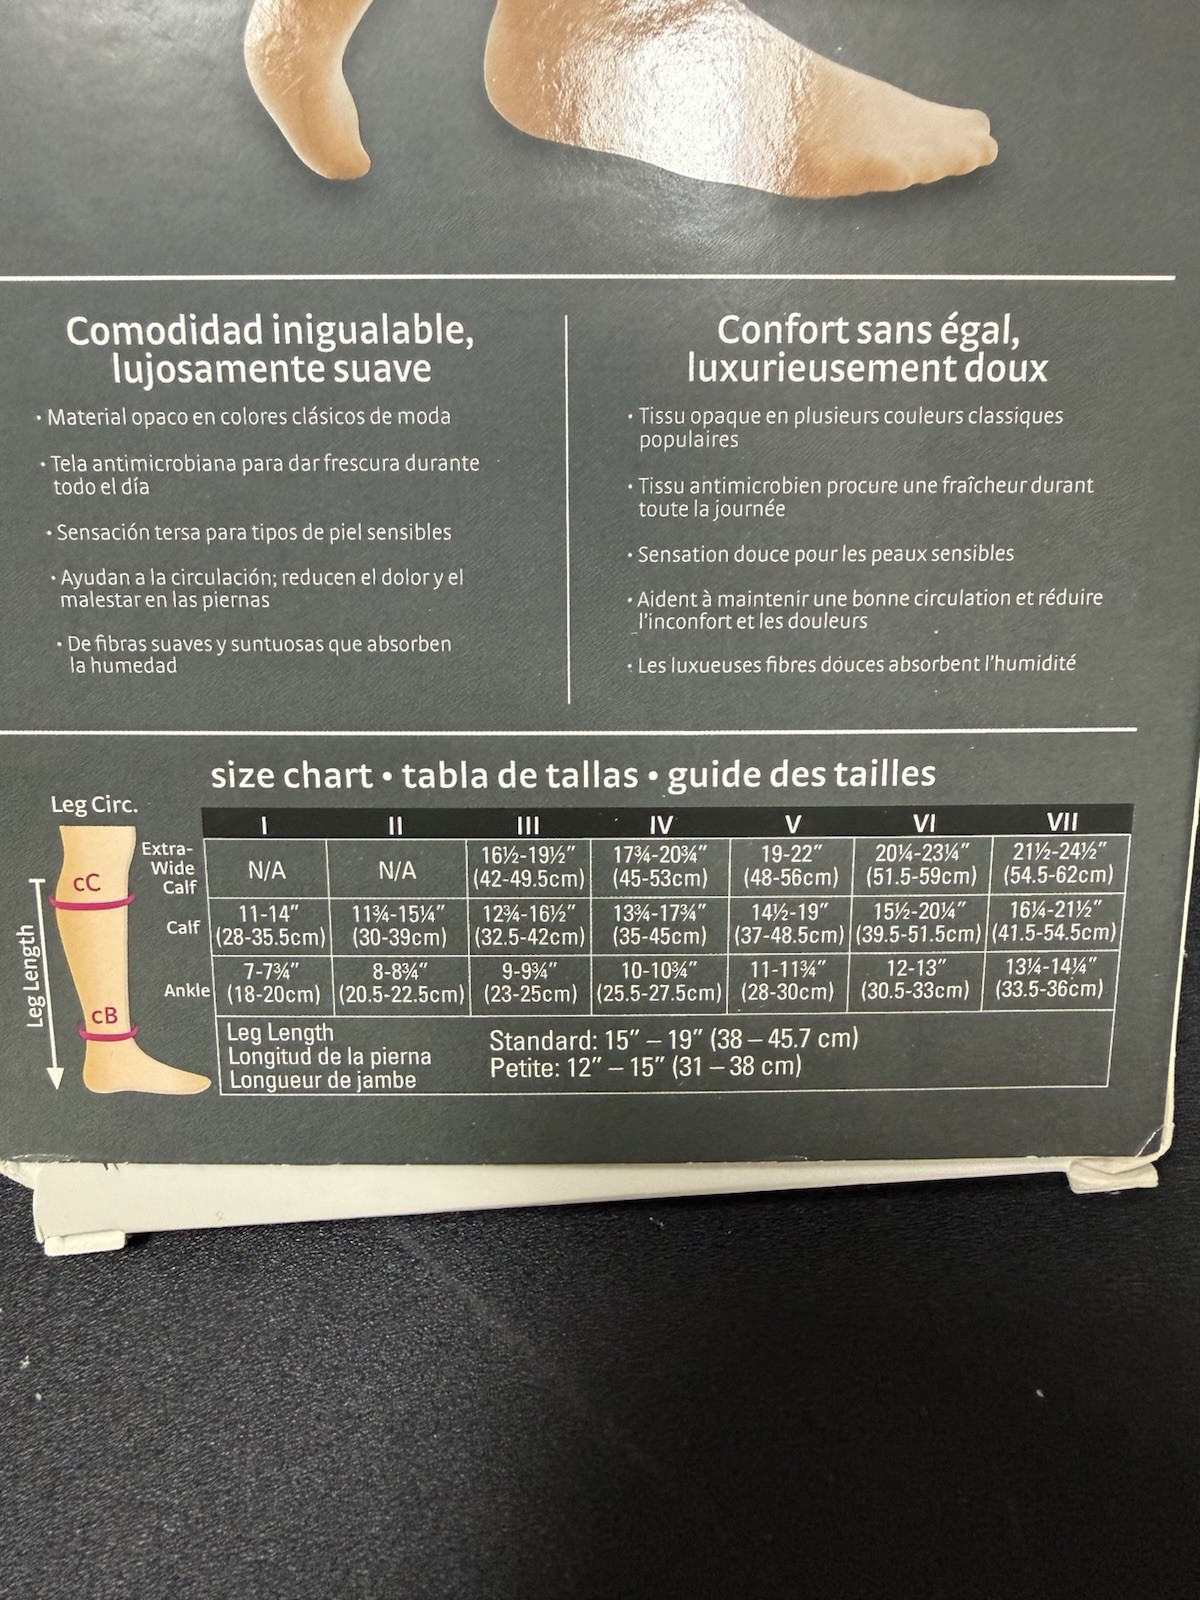 Comodidad inigualable,
lujosamente suave
• Material opaco en colores clásicos de moda
• Tela antimicrobiana para dar frescura durante
todo el día
• Sensación tersa para tipos de piel sensibles
• Ayudan a la circulación; reducen el dolor y el
malestar en las piernas
• De fibras suaves y suntuosas que absorben
la humedad
Confort sans égal,
luxurieusement doux
• Tissu opaque en plusieurs couleurs classiques
populaires
• Tissu antimicrobien procure une fraîcheur durant
toute la journée
• Sensation douce pour les peaux sensibles
• Aident à maintenir une bonne circulation et réduire
l'inconfort et les douleurs
• Les luxueuses fibres douces absorbent l'humidité
size chart • tabla de tallas • guide des tailles
Leg Circ.
cC
cB
Leg Length
I II III IV V VI VII
Extra-
Wide
Calf
N/A N/A 16½-19½" 17¾-20¾" 19-22" 20¼-23¼" 21½-24½"
(42-49.5cm) (45-53cm) (48-56cm) (51.5-59cm) (54.5-62cm)
Calf
11-14" 11¾-15¼" 12¾-16½" 13¾-17¾" 14½-19" 15½-20¼" 16¼-21½"
(28-35.5cm) (30-39cm) (32.5-42cm) (35-45cm) (37-48.5cm) (39.5-51.5cm) (41.5-54.5cm)
Ankle
7-7¾" 8-8¾" 9-9¾" 10-10¾" 11-11¾" 12-13" 13¼-14¼"
(18-20cm) (20.5-22.5cm) (23-25cm) (25.5-27.5cm) (28-30cm) (30.5-33cm) (33.5-36cm)
Leg Length
Longitud de la pierna
Longueur de jambe
Standard: 15" – 19" (38 – 45.7 cm)
Petite: 12" – 15" (31 – 38 cm)